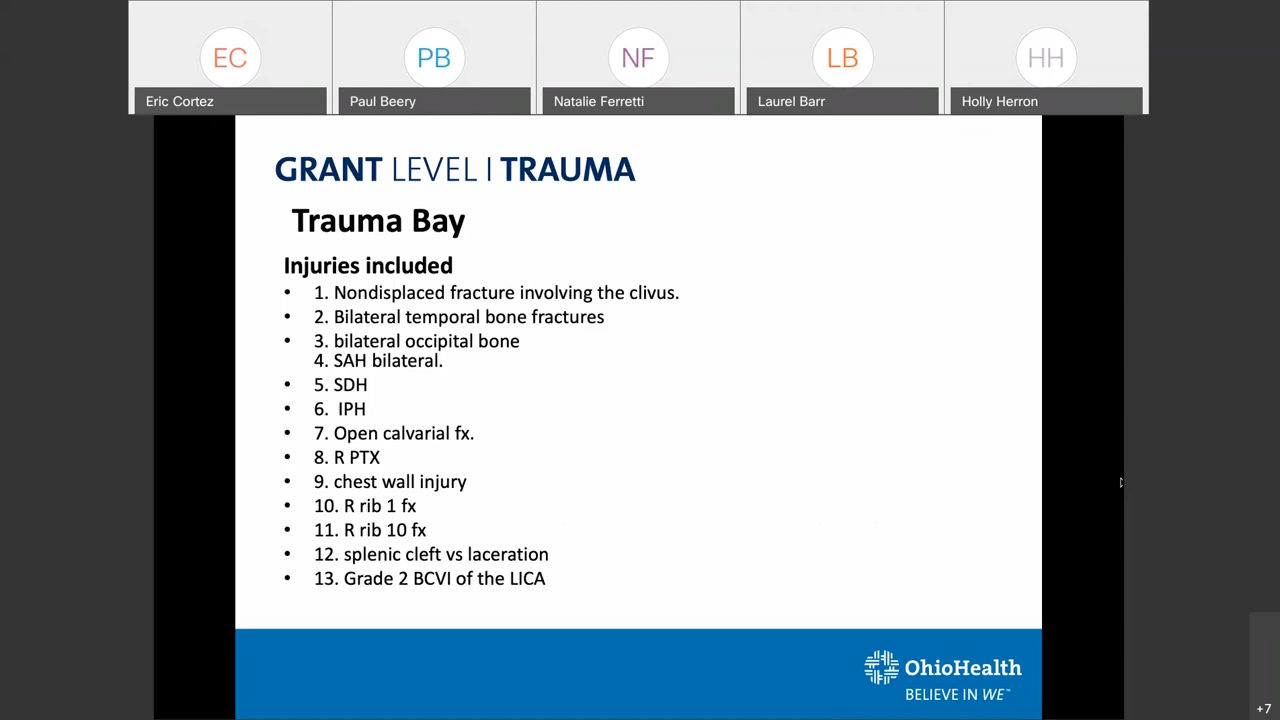 EC
PB
NF
LB
HH
Eric Cortez
Paul Beery
Natalie Ferretti
Laurel Barr
Holly Herron
GRANT LEVEL I TRAUMA
Trauma Bay
Injuries included
• 1. Nondisplaced fracture involving the clivus.
• 2. Bilateral temporal bone fractures
• 3. bilateral occipital bone
4. SAH bilateral.
• 5. SDH
• 6. IPH
• 7. Open calvarial fx.
• 8. R PTX
• 9. chest wall injury
• 10. R rib 1 fx
• 11. R rib 10 fx
• 12. splenic cleft vs laceration
• 13. Grade 2 BCVI of the LICA
OhioHealth
BELIEVE IN WE™
+7